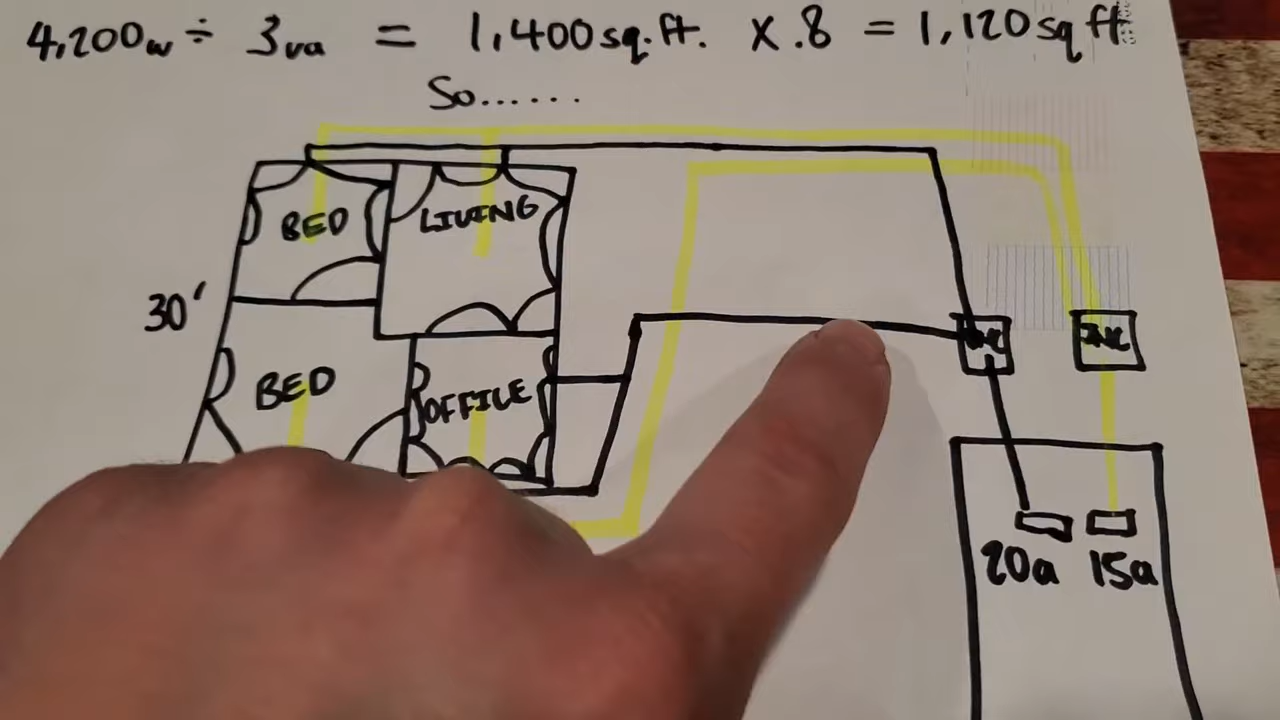 4,200w ÷ 3va = 1,400sq.ft. X .8 = 1,120sq ft
So......
BED
LIVING
30'
BED
OFFICE
20a
15a